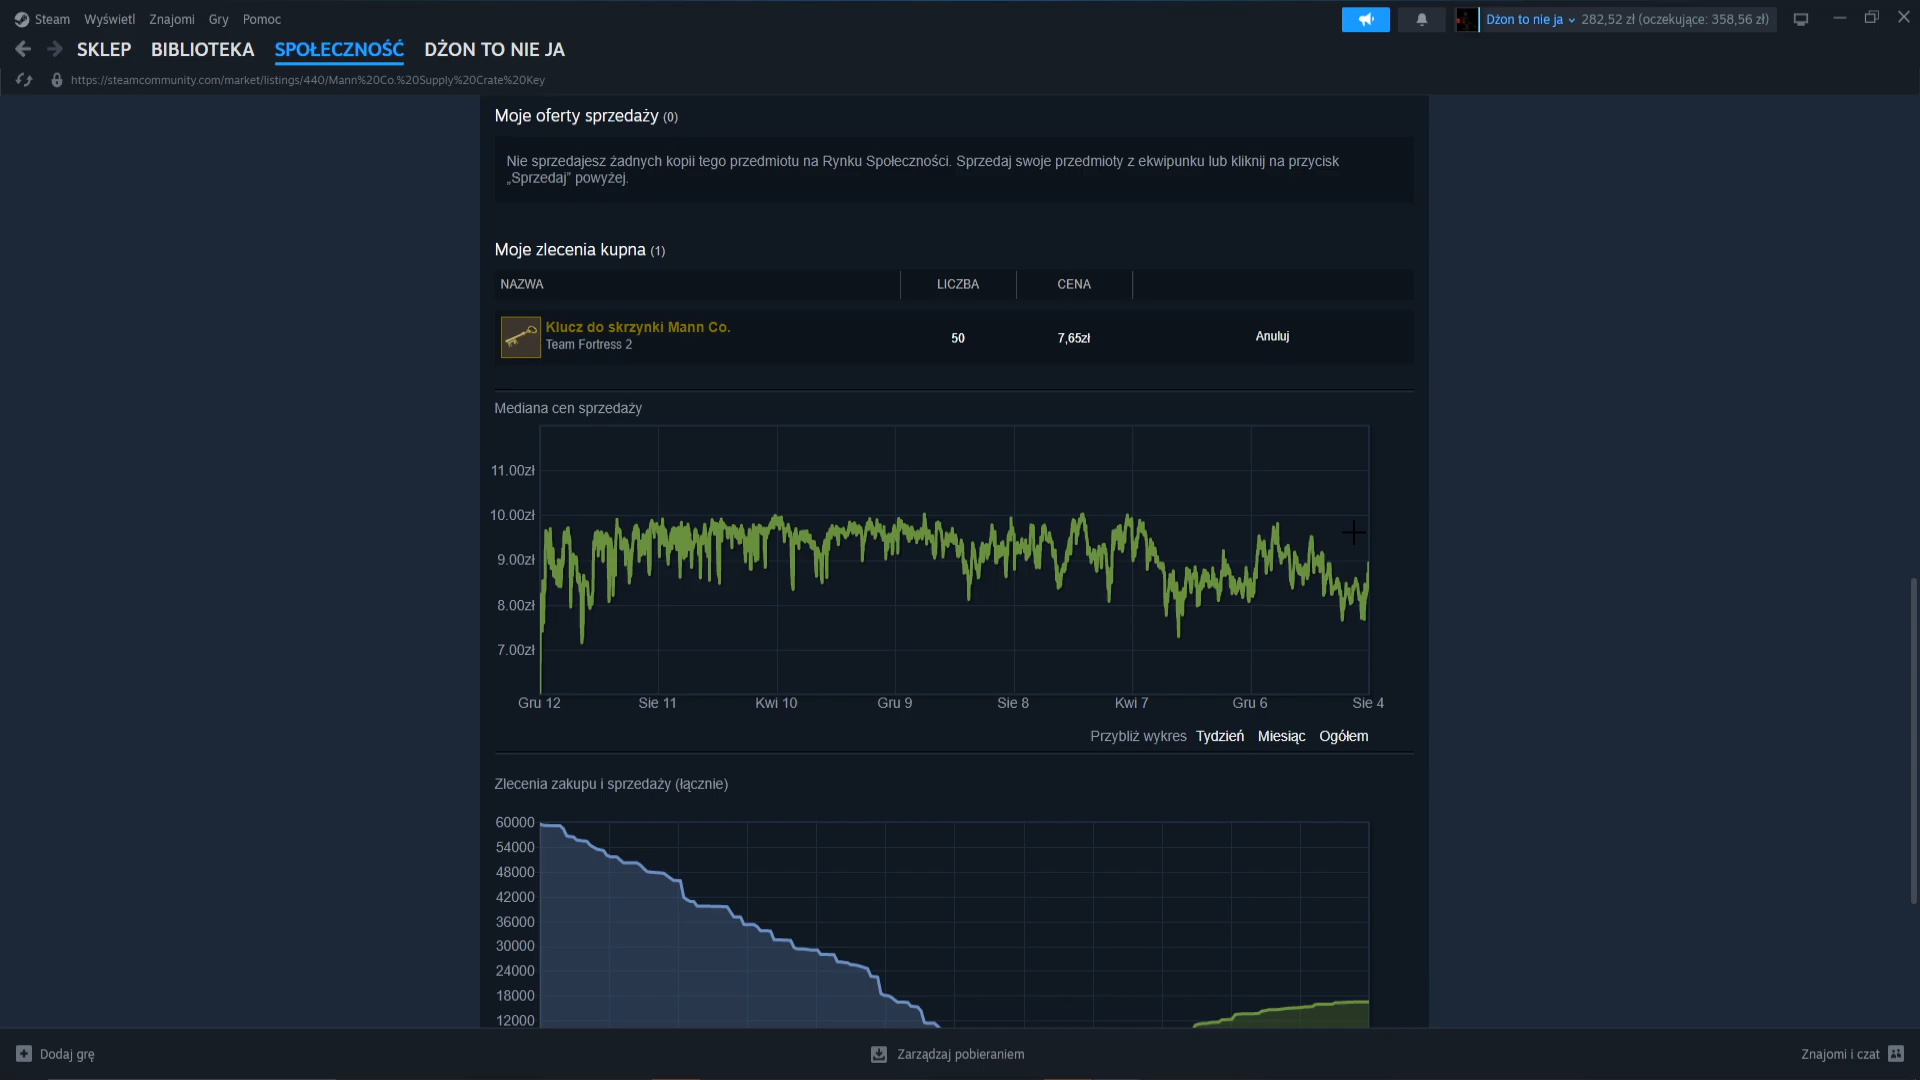 Steam Wyświetl Znajomi Gry Pomoc
Dżon to nie ja 282,52 zł (oczekujące: 358,56 zł)
SKLEP BIBLIOTEKA SPOŁECZNOŚĆ DŻON TO NIE JA
https://steamcommunity.com/market/listings/440/Mann%20Co.%20Supply%20Crate%20Key
Moje oferty sprzedaży (0)
Nie sprzedajesz żadnych kopii tego przedmiotu na Rynku Społeczności. Sprzedaj swoje przedmioty z ekwipunku lub kliknij na przycisk
„Sprzedaj” powyżej.
Moje zlecenia kupna (1)
NAZWA LICZBA CENA
Klucz do skrzynki Mann Co.
Team Fortress 2
50 7,65zł Anuluj
Mediana cen sprzedaży
11.00zł
10.00zł
9.00zł
8.00zł
7.00zł
Gru 12 Sie 11 Kwi 10 Gru 9 Sie 8 Kwi 7 Gru 6 Sie 4
Przybliż wykres Tydzień Miesiąc Ogółem
Zlecenia zakupu i sprzedaży (łącznie)
60000
54000
48000
42000
36000
30000
24000
18000
12000
Dodaj grę Zarządzaj pobieraniem Znajomi i czat